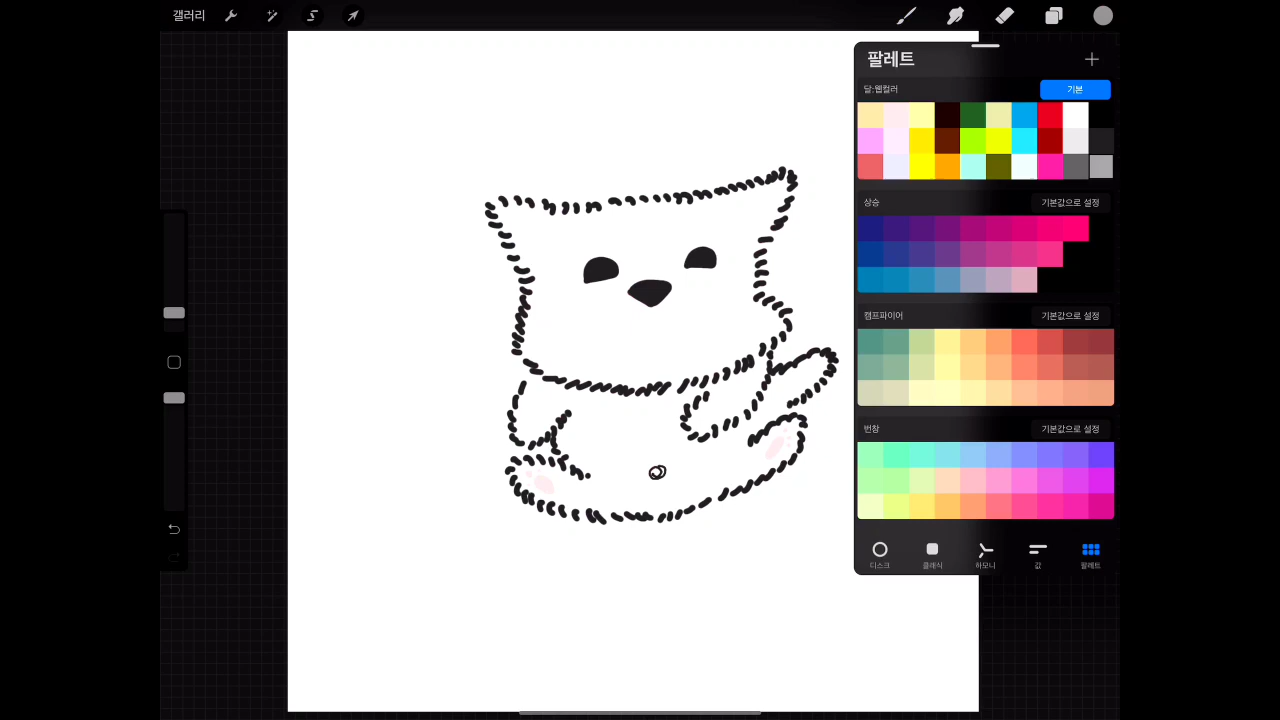 갤러리
팔레트
달:웹컬러
기본
상승
기본값으로 설정
캠프파이어
기본값으로 설정
번창
기본값으로 설정
디스크
클래식
하모니
값
팔레트